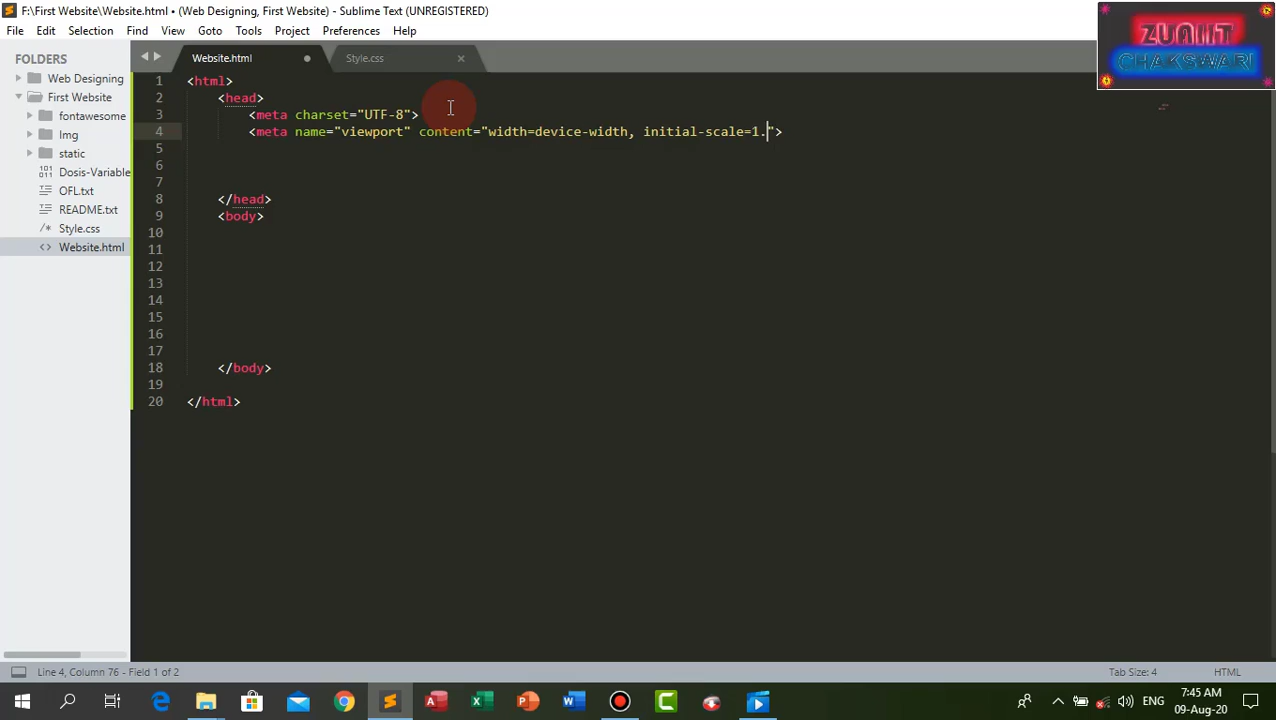 F:\First Website\Website.html • (Web Designing, First Website) - Sublime Text (UNREGISTERED)
File Edit Selection Find View Goto Tools Project Preferences Help
ZUAIIT
CHAKSWARI
FOLDERS
Web Designing
First Website
fontawesome
Img
static
Dosis-Variable
OFL.txt
README.txt
/* Style.css
<> Website.html
Website.html
Style.css
1 <html>
2 <head>
3 <meta charset="UTF-8">
4 <meta name="viewport" content="width=device-width, initial-scale=1.">
5
6
7
8 </head>
9 <body>
10
11
12
13
14
15
16
17
18 </body>
19
20 </html>
Line 4, Column 76 - Field 1 of 2
Tab Size: 4
HTML
ENG
7:45 AM
09-Aug-20